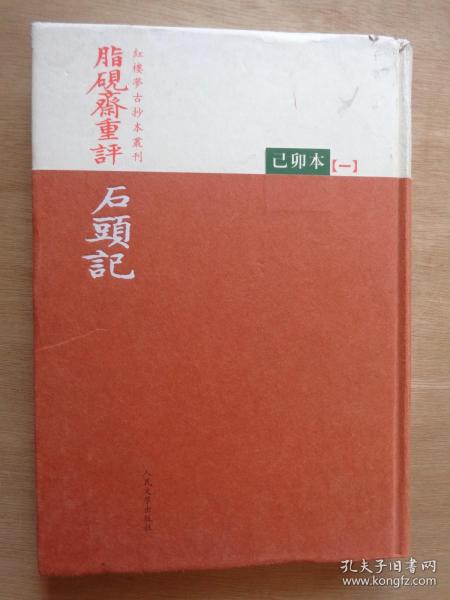 紅樓夢古抄本叢刊
脂硯齋重評
石頭記
己卯本【一】
人民文學出版社
孔夫子旧书网
www.kongfz.com